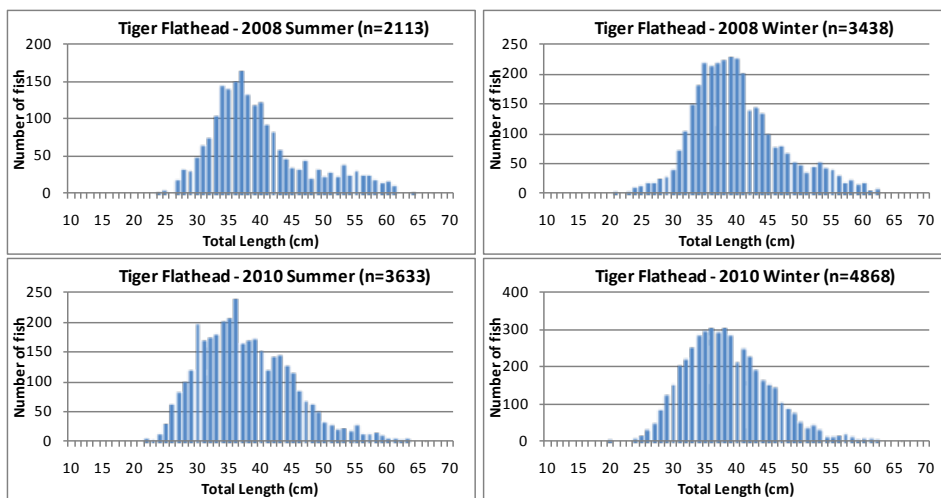 Tiger Flathead - 2008 Summer (n=2113)
200
150
100
50
0
Number of fish
10 15 20 25 30 35 40 45 50 55 60 65 70
Total Length (cm)
Tiger Flathead - 2008 Winter (n=3438)
250
200
150
100
50
0
Number of fish
10 15 20 25 30 35 40 45 50 55 60 65 70
Total Length (cm)
Tiger Flathead - 2010 Summer (n=3633)
250
200
150
100
50
0
Number of fish
10 15 20 25 30 35 40 45 50 55 60 65 70
Total Length (cm)
Tiger Flathead - 2010 Winter (n=4868)
400
300
200
100
0
Number of fish
10 15 20 25 30 35 40 45 50 55 60 65 70
Total Length (cm)